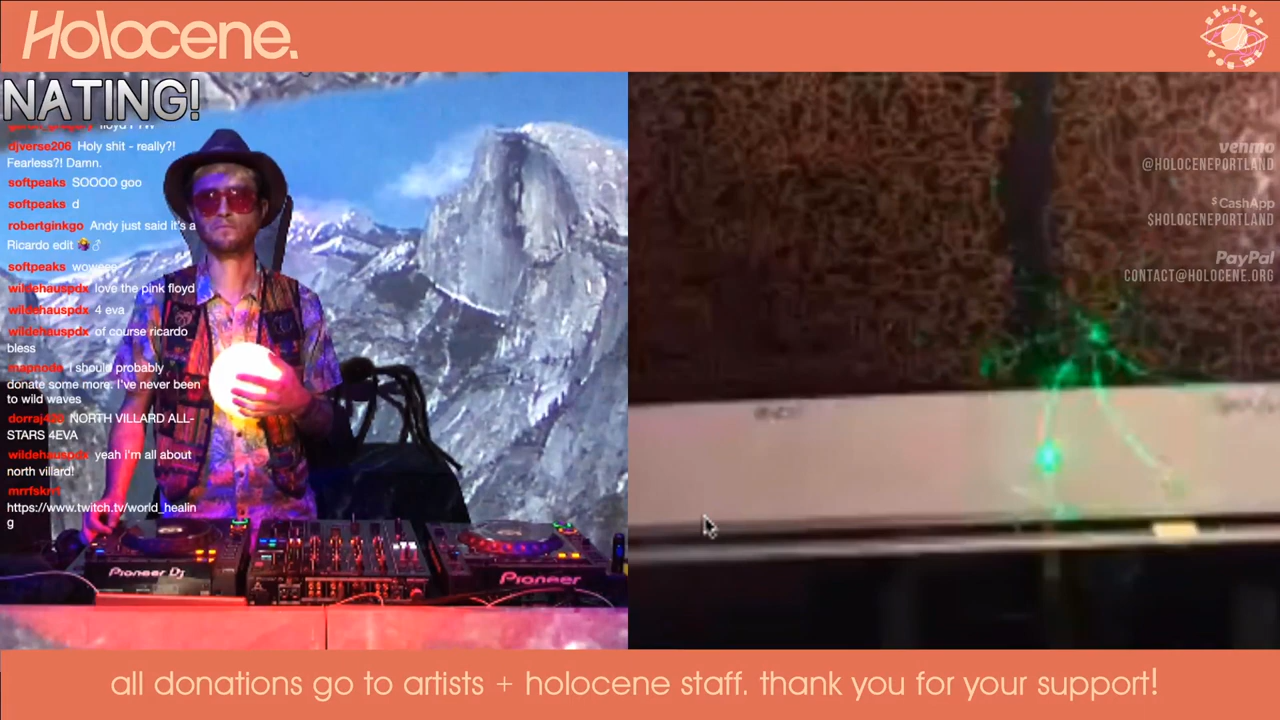 Holocene.
BELIEVE
NATING!
djverse206 Holy shit - really?!
Fearless?! Damn.
softpeaks SOOOO goo
softpeaks d
robertginkgo Andy just said it's a
Ricardo edit
softpeaks woweee
wildehauspdx love the pink floyd
wildehauspdx 4 eva
wildehauspdx of course ricardo
bless
mapnode i should probably
donate some more. I've never been
to wild waves
NORTH VILLARD ALL-
STARS 4EVA
wildehauspdx yeah i'm all about
north villard!
mrrfskrrt
https://www.twitch.tv/world_healin
g
Pioneer DJ
Pioneer
venmo
@HOLOCENEPORTLAND
$CashApp
$HOLOCENEPORTLAND
PayPal
CONTACT@HOLOCENE.ORG
all donations go to artists + holocene staff. thank you for your support!